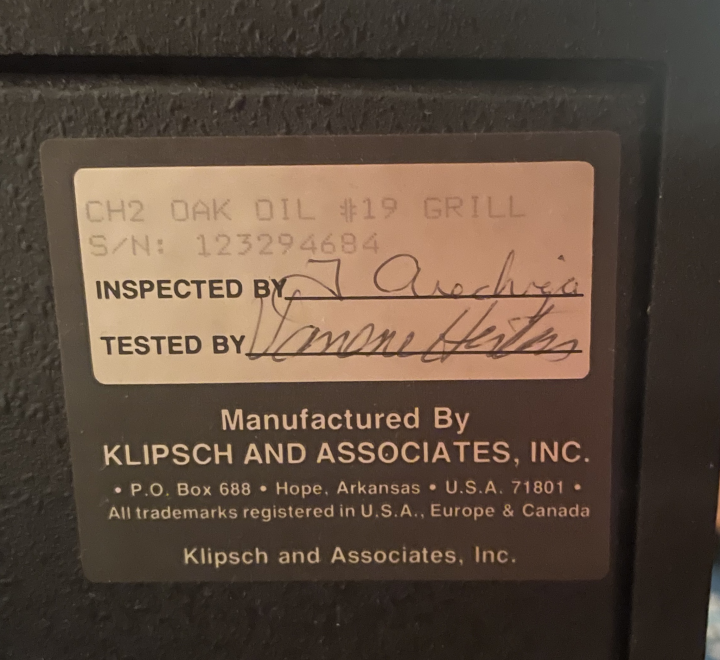 CH2 OAK OIL #19 GRILL
S/N: 123294684
INSPECTED BY
TESTED BY
Manufactured By
KLIPSCH AND ASSOCIATES, INC.
• P.O. Box 688 • Hope, Arkansas • U.S.A. 71801 •
All trademarks registered in U.S.A., Europe & Canada
Klipsch and Associates, Inc.